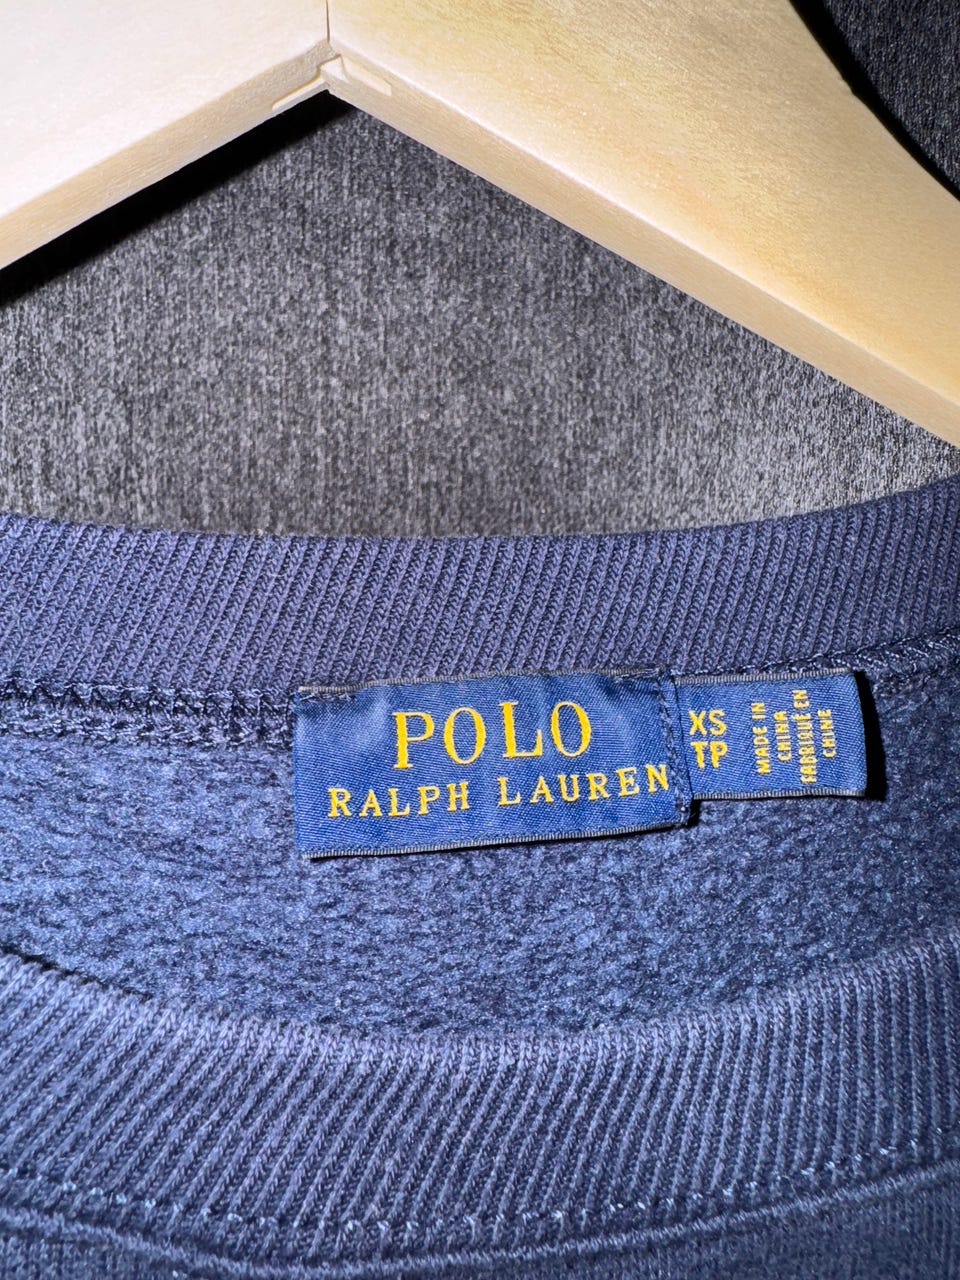 POLO
RALPH LAUREN
XS
TP
MADE IN
CHINA
FABRIQUÉ EN
CHINE